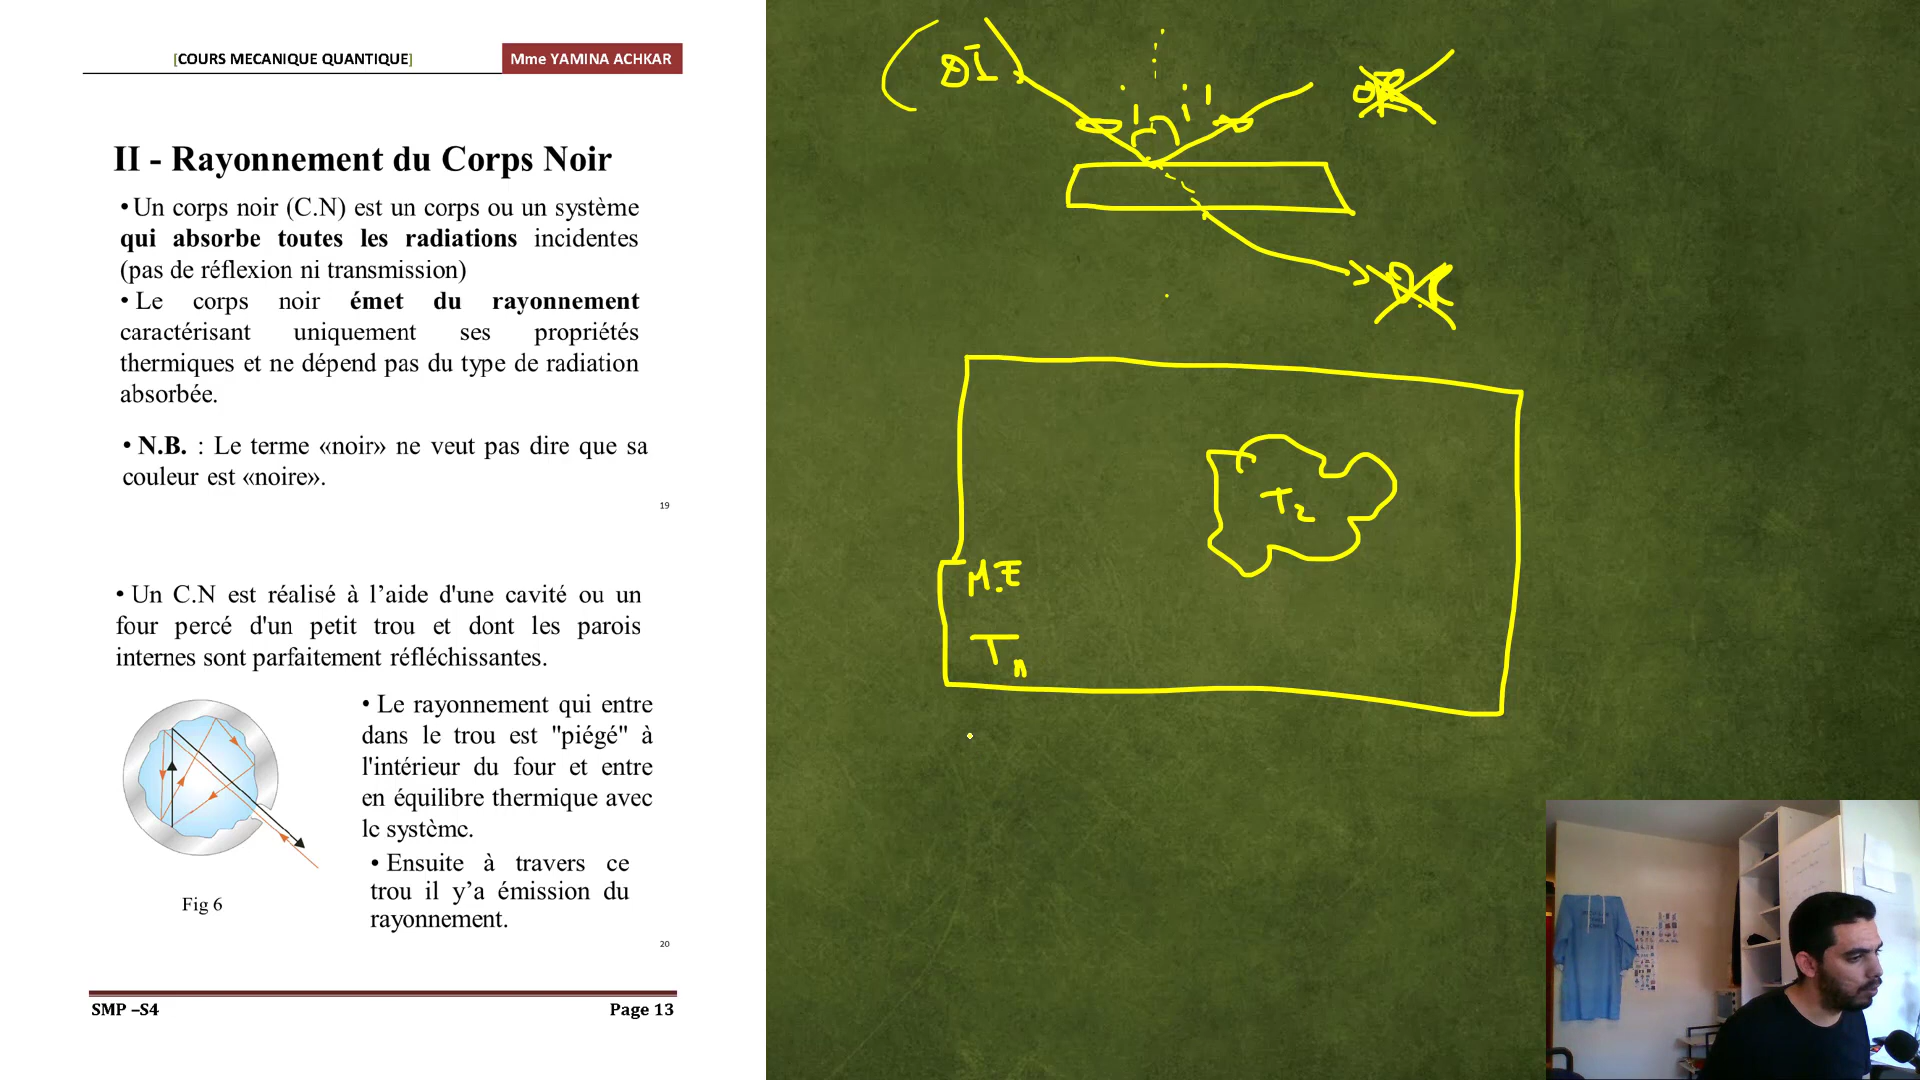 [COURS MECANIQUE QUANTIQUE]
Mme YAMINA ACHKAR
II - Rayonnement du Corps Noir
•Un corps noir (C.N) est un corps ou un système
qui absorbe toutes les radiations incidentes
(pas de réflexion ni transmission)
• Le corps noir émet du rayonnement
caractérisant uniquement ses propriétés
thermiques et ne dépend pas du type de radiation
absorbée.
• N.B. : Le terme «noir» ne veut pas dire que sa
couleur est «noire».
19
• Un C.N est réalisé à l’aide d'une cavité ou un
four percé d'un petit trou et dont les parois
internes sont parfaitement réfléchissantes.
• Le rayonnement qui entre
dans le trou est "piégé" à
l'intérieur du four et entre
en équilibre thermique avec
le système.
• Ensuite à travers ce
trou il y’a émission du
rayonnement.
Fig 6
20
SMP –S4
Page 13
T2
M.E